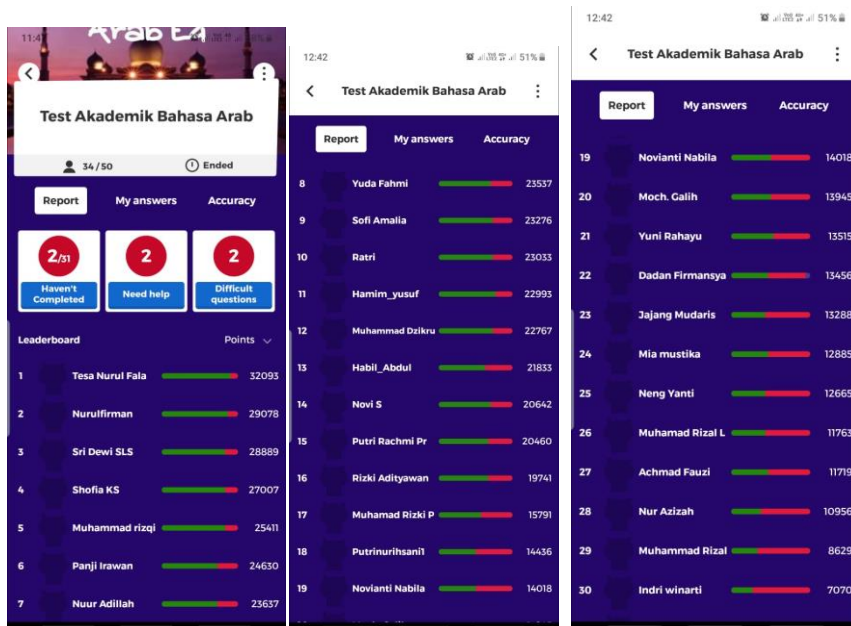 11:47
Arab
Test Akademik Bahasa Arab
34/50 Ended
Report My answers Accuracy
2/31 2 2
Haven't Completed Need help Difficult questions
Leaderboard Points
1 Tesa Nurul Fala 32093
2 Nurulfirman 29078
3 Sri Dewi SLS 28889
4 Shofia KS 27007
5 Muhammad rizqi 25411
6 Panji Irawan 24630
7 Nuur Adillah 23637
12:42 51%
Test Akademik Bahasa Arab
Report My answers Accuracy
8 Yuda Fahmi 23537
9 Sofi Amalia 23276
10 Ratri 23033
11 Hamim_yusuf 22993
12 Muhammad Dzikru 22767
13 Habil_Abdul 21833
14 Novi S 20642
15 Putri Rachmi Pr 20460
16 Rizki Adityawan 19741
17 Muhamad Rizki P 15791
18 Putrinurihsani1 14436
19 Novianti Nabila 14018
12:42 51%
Test Akademik Bahasa Arab
Report My answers Accuracy
19 Novianti Nabila 14018
20 Moch. Galih 13945
21 Yuni Rahayu 13515
22 Dadan Firmansya 13456
23 Jajang Mudaris 13288
24 Mia mustika 12885
25 Neng Yanti 12665
26 Muhamad Rizal L 11763
27 Achmad Fauzi 11719
28 Nur Azizah 10956
29 Muhammad Rizal 8629
30 Indri winarti 7070